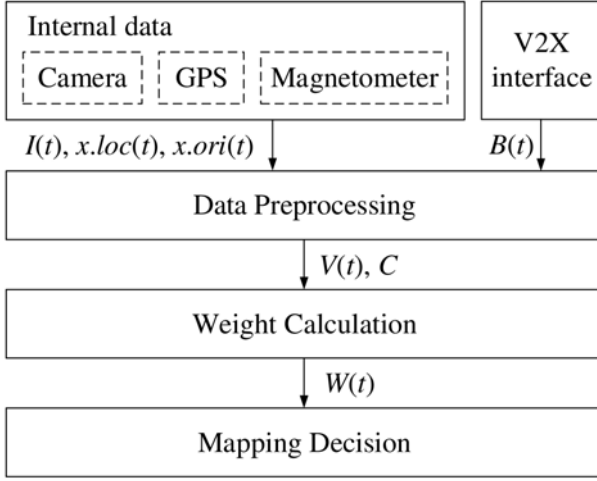 Internal data
Camera GPS Magnetometer
V2X
interface
I(t), x.loc(t), x.ori(t)
B(t)
Data Preprocessing
V(t), C
Weight Calculation
W(t)
Mapping Decision